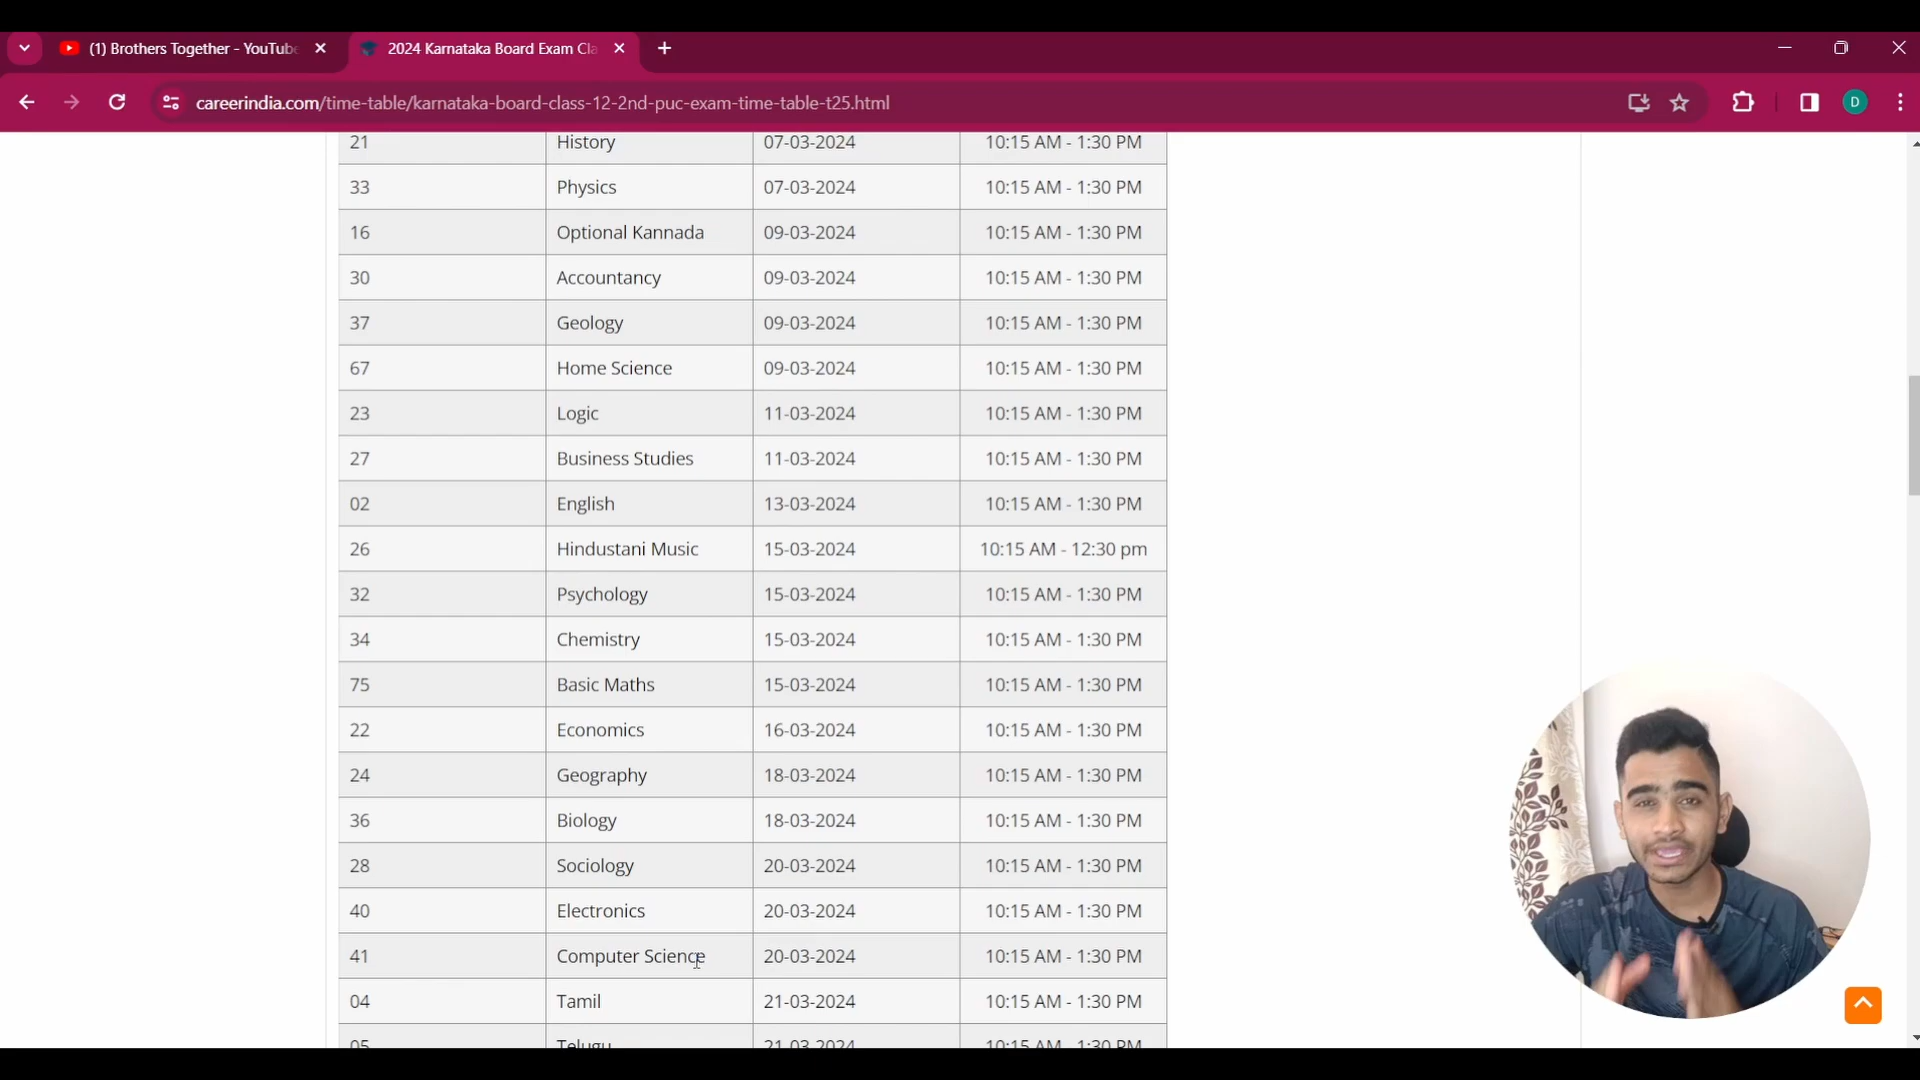 (1) Brothers Together - YouTube
2024 Karnataka Board Exam Cla
careerindia.com/time-table/karnataka-board-class-12-2nd-puc-exam-time-table-t25.html
D
21 History 07-03-2024 10:15 AM - 1:30 PM
33 Physics 07-03-2024 10:15 AM - 1:30 PM
16 Optional Kannada 09-03-2024 10:15 AM - 1:30 PM
30 Accountancy 09-03-2024 10:15 AM - 1:30 PM
37 Geology 09-03-2024 10:15 AM - 1:30 PM
67 Home Science 09-03-2024 10:15 AM - 1:30 PM
23 Logic 11-03-2024 10:15 AM - 1:30 PM
27 Business Studies 11-03-2024 10:15 AM - 1:30 PM
02 English 13-03-2024 10:15 AM - 1:30 PM
26 Hindustani Music 15-03-2024 10:15 AM - 12:30 pm
32 Psychology 15-03-2024 10:15 AM - 1:30 PM
34 Chemistry 15-03-2024 10:15 AM - 1:30 PM
75 Basic Maths 15-03-2024 10:15 AM - 1:30 PM
22 Economics 16-03-2024 10:15 AM - 1:30 PM
24 Geography 18-03-2024 10:15 AM - 1:30 PM
36 Biology 18-03-2024 10:15 AM - 1:30 PM
28 Sociology 20-03-2024 10:15 AM - 1:30 PM
40 Electronics 20-03-2024 10:15 AM - 1:30 PM
41 Computer Science 20-03-2024 10:15 AM - 1:30 PM
04 Tamil 21-03-2024 10:15 AM - 1:30 PM
05 Telugu 21-03-2024 10:15 AM - 1:30 PM